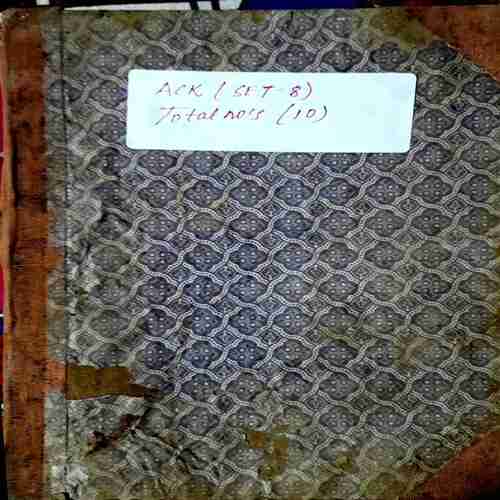 ACK (SET-8)
Total no's (10)